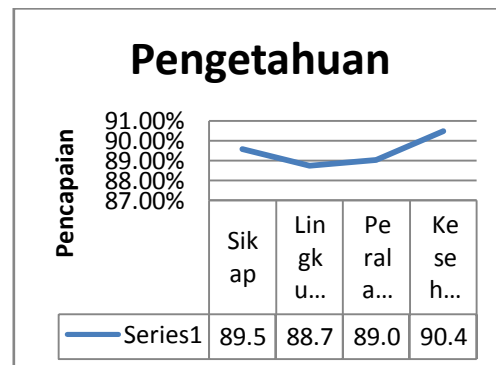 Pengetahuan
Pencapaian
91.00%
90.00%
89.00%
88.00%
87.00%
Sik
ap
Lin
gk
u...
Pe
ral
a...
Ke
se
h...
Series1 89.5 88.7 89.0 90.4